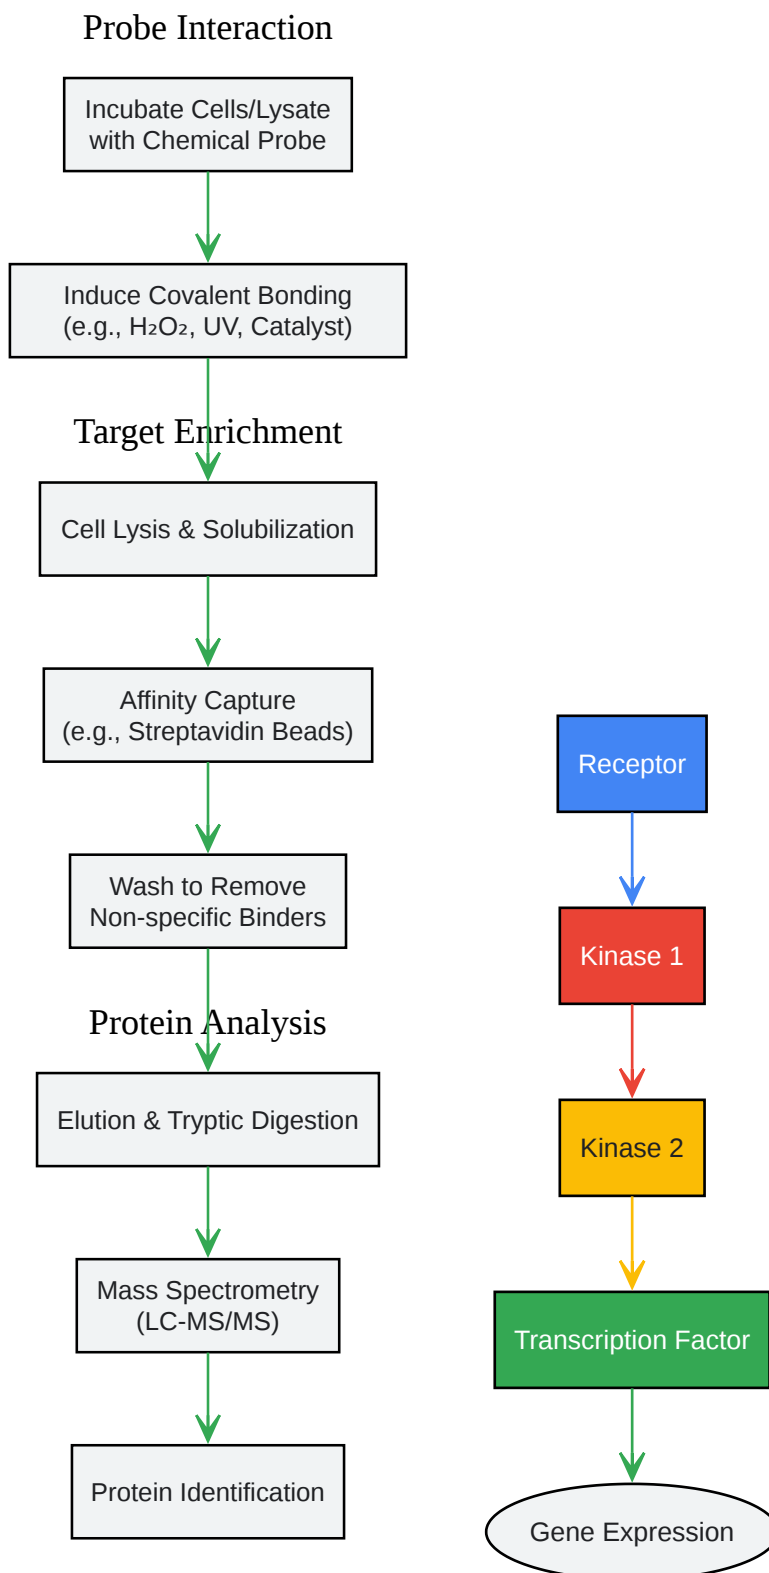 Probe Interaction
Incubate Cells/Lysate
with Chemical Probe
Induce Covalent Bonding
(e.g., H₂O₂, UV, Catalyst)
Target Enrichment
Cell Lysis & Solubilization
Affinity Capture
(e.g., Streptavidin Beads)
Wash to Remove
Non-specific Binders
Protein Analysis
Elution & Tryptic Digestion
Mass Spectrometry
(LC-MS/MS)
Protein Identification
Receptor
Kinase 1
Kinase 2
Transcription Factor
Gene Expression